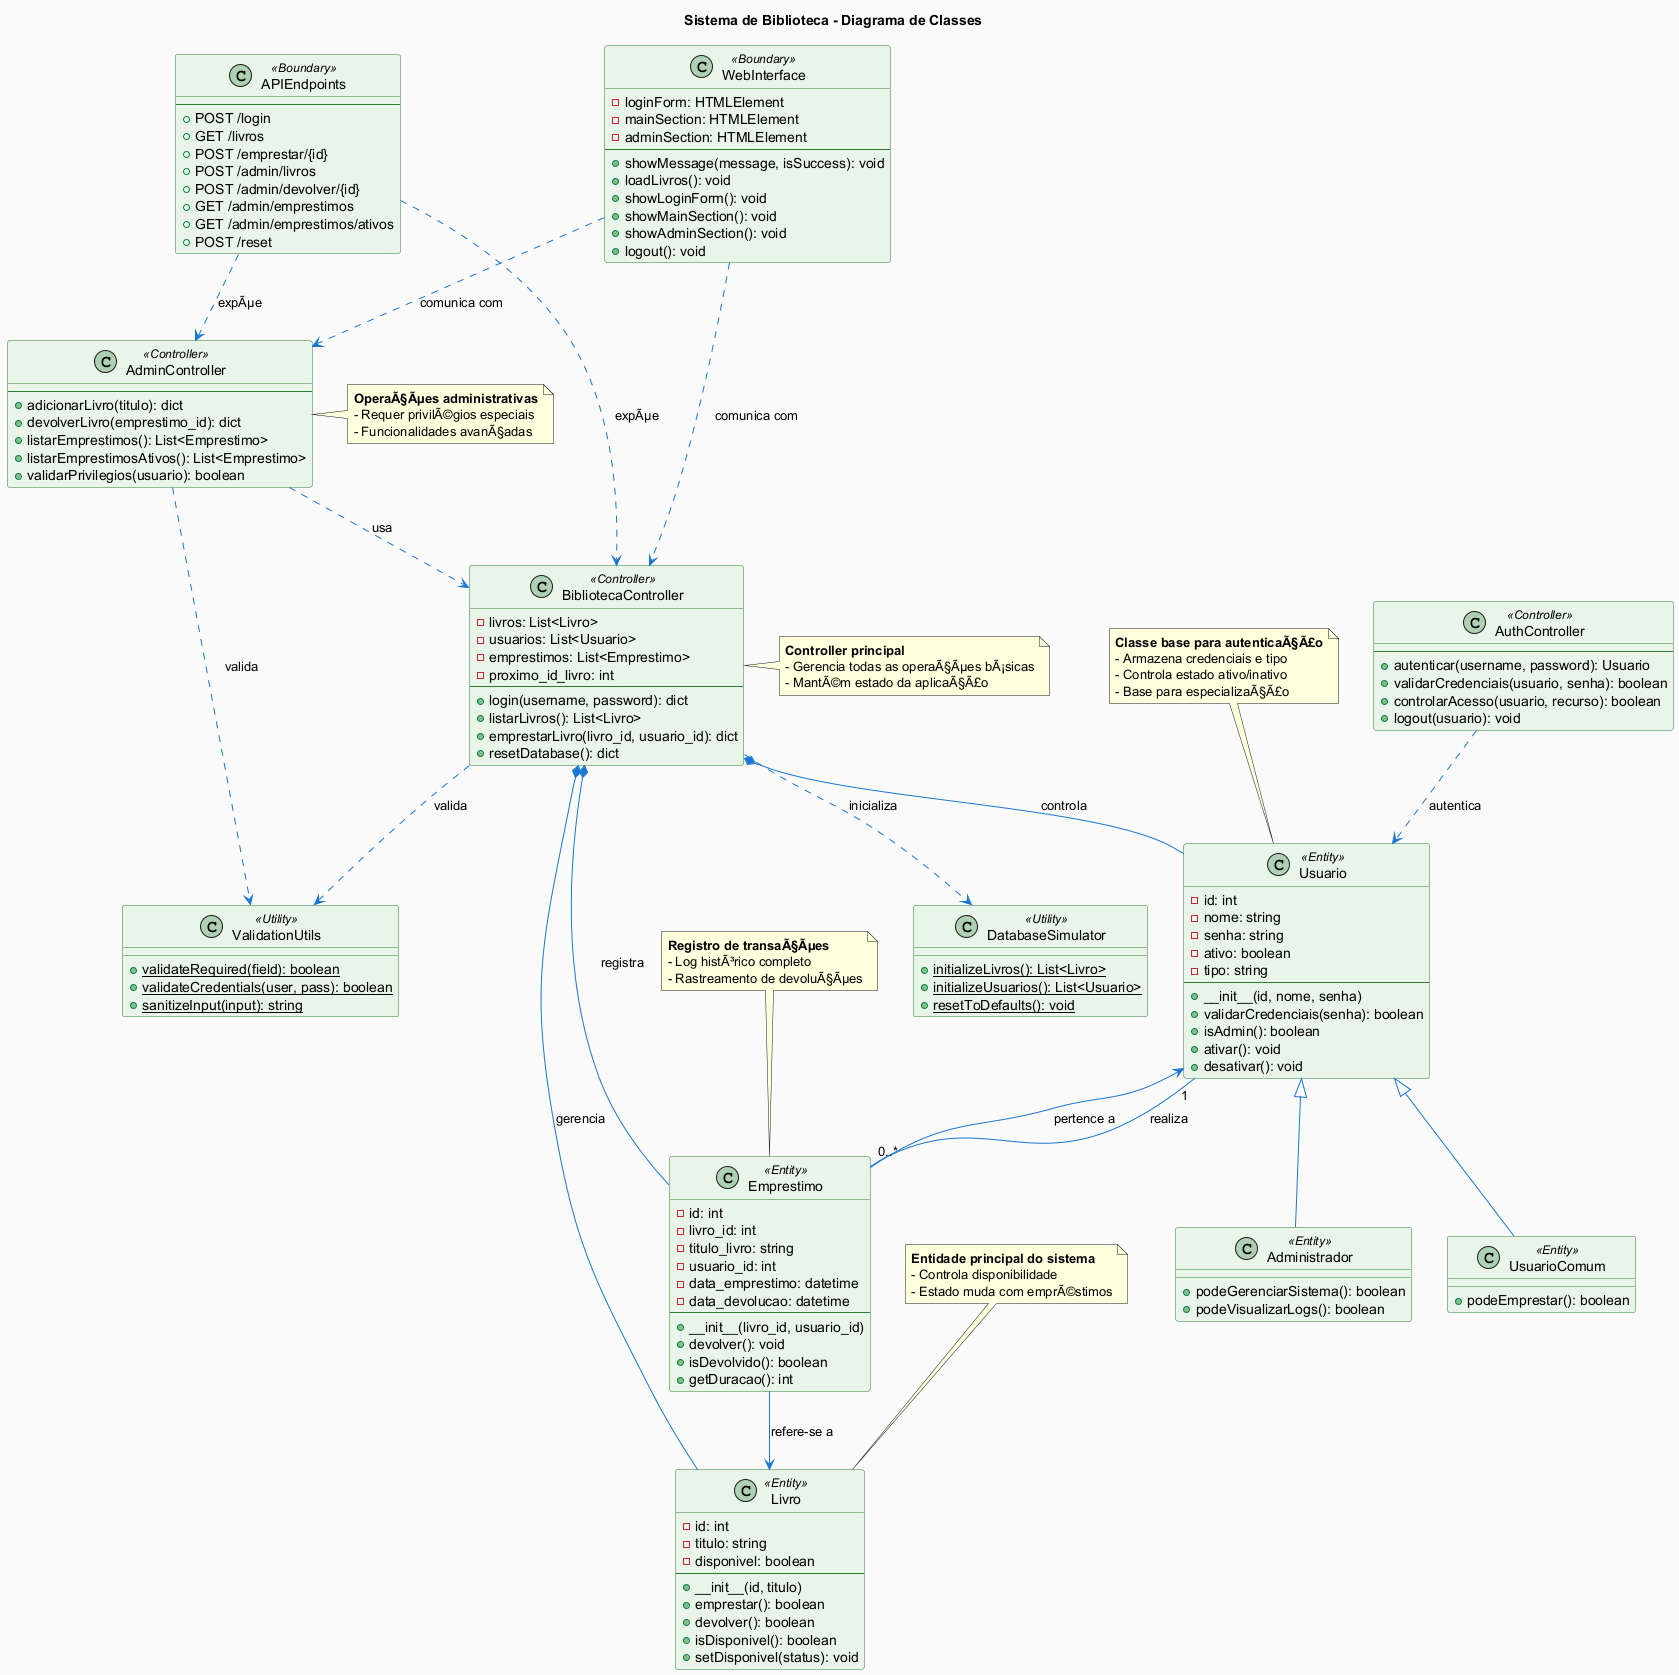 Sistema de Biblioteca - Diagrama de Classes
«Boundary»
APIEndpoints
POST /login
GET /livros
POST /emprestar/{id}
POST /admin/livros
POST /admin/devolver/{id}
GET /admin/emprestimos
GET /admin/emprestimos/ativos
POST /reset
«Boundary»
WebInterface
loginForm: HTMLElement
mainSection: HTMLElement
adminSection: HTMLElement
showMessage(message, isSuccess): void
loadLivros(): void
showLoginForm(): void
showMainSection(): void
showAdminSection(): void
logout(): void
expÃµe
comunica com
«Controller»
AdminController
adicionarLivro(titulo): dict
devolverLivro(emprestimo_id): dict
listarEmprestimos(): List<Emprestimo>
listarEmprestimosAtivos(): List<Emprestimo>
validarPrivilegios(usuario): boolean
OperaÃ§Ãµes administrativas
- Requer privilÃ©gios especiais
- Funcionalidades avanÃ§adas
expÃµe
comunica com
usa
«Controller»
BibliotecaController
livros: List<Livro>
usuarios: List<Usuario>
emprestimos: List<Emprestimo>
proximo_id_livro: int
login(username, password): dict
listarLivros(): List<Livro>
emprestarLivro(livro_id, usuario_id): dict
resetDatabase(): dict
Controller principal
- Gerencia todas as operaÃ§Ãµes bÃ¡sicas
- MantÃ©m estado da aplicaÃ§Ã£o
Classe base para autenticaÃ§Ã£o
- Armazena credenciais e tipo
- Controla estado ativo/inativo
- Base para especializaÃ§Ã£o
«Controller»
AuthController
autenticar(username, password): Usuario
validarCredenciais(usuario, senha): boolean
controlarAcesso(usuario, recurso): boolean
logout(usuario): void
valida
valida
inicializa
controla
autentica
«Utility»
ValidationUtils
validateRequired(field): boolean
validateCredentials(user, pass): boolean
sanitizeInput(input): string
registra
Registro de transaÃ§Ãµes
- Log histÃ³rico completo
- Rastreamento de devoluÃ§Ãµes
«Utility»
DatabaseSimulator
initializeLivros(): List<Livro>
initializeUsuarios(): List<Usuario>
resetToDefaults(): void
«Entity»
Usuario
id: int
nome: string
senha: string
ativo: boolean
tipo: string
__init__(id, nome, senha)
validarCredenciais(senha): boolean
isAdmin(): boolean
ativar(): void
desativar(): void
gerencia
pertence a
realiza
1
0..*
«Entity»
Emprestimo
id: int
livro_id: int
titulo_livro: string
usuario_id: int
data_emprestimo: datetime
data_devolucao: datetime
__init__(livro_id, usuario_id)
devolver(): void
isDevolvido(): boolean
getDuracao(): int
Entidade principal do sistema
- Controla disponibilidade
- Estado muda com emprÃ©stimos
«Entity»
Administrador
podeGerenciarSistema(): boolean
podeVisualizarLogs(): boolean
«Entity»
UsuarioComum
podeEmprestar(): boolean
refere-se a
«Entity»
Livro
id: int
titulo: string
disponivel: boolean
__init__(id, titulo)
emprestar(): boolean
devolver(): boolean
isDisponivel(): boolean
setDisponivel(status): void